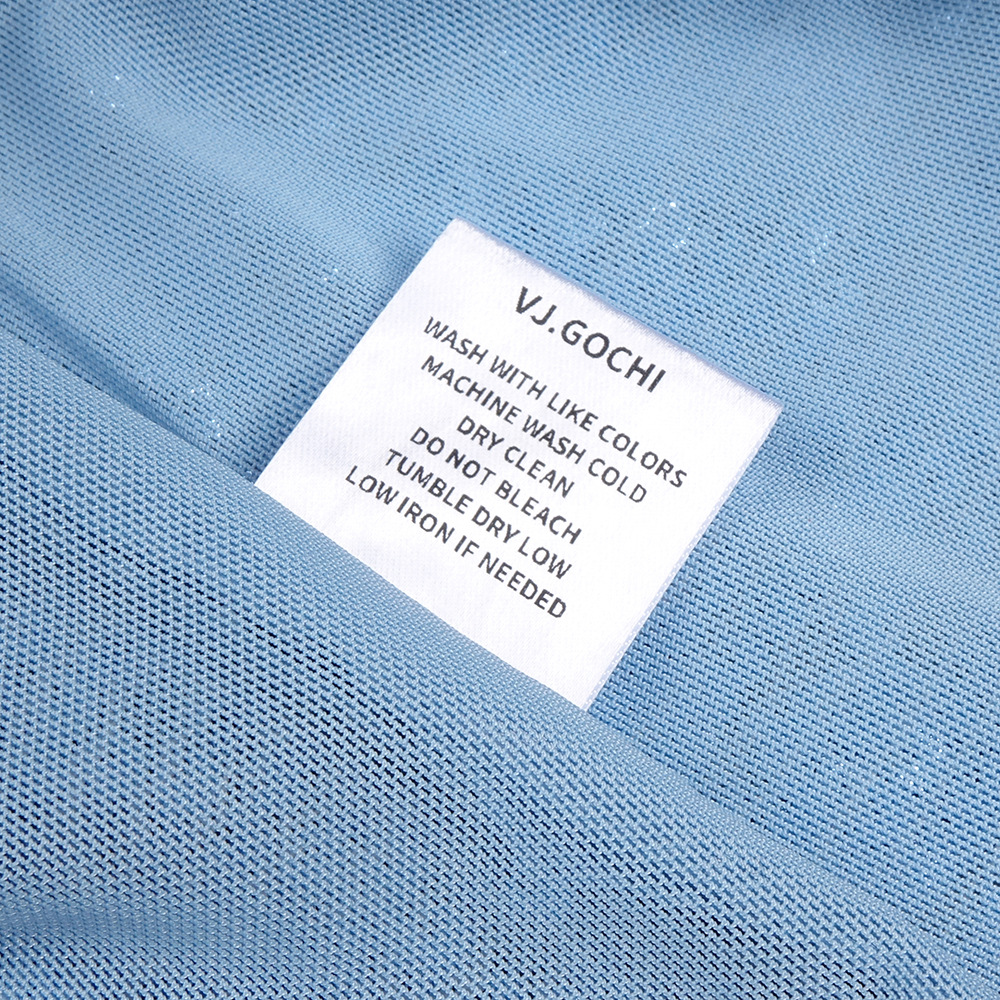 VJ.GOCHI
WASH WITH LIKE COLORS
MACHINE WASH COLD
DRY CLEAN
DO NOT BLEACH
TUMBLE DRY LOW
LOW IRON IF NEEDED